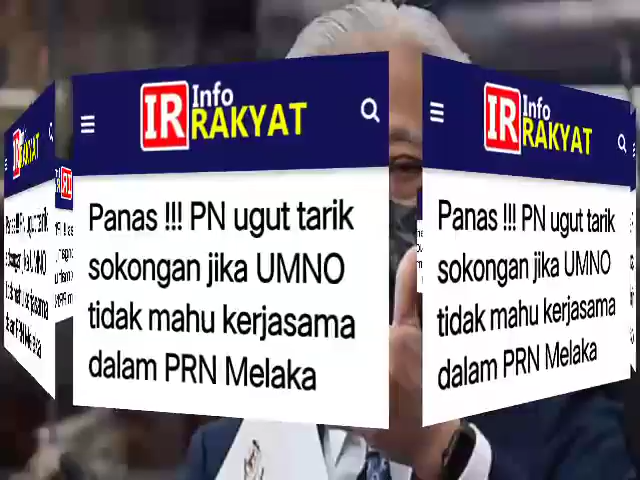 IR Info RAKYAT
Panas !!! PN ugut tarik
sokongan jika UMNO
tidak mahu kerjasama
dalam PRN Melaka
IR Info RAKYAT
Panas !!! PN ugut tarik
sokongan jika UMNO
tidak mahu kerjasama
dalam PRN Melaka